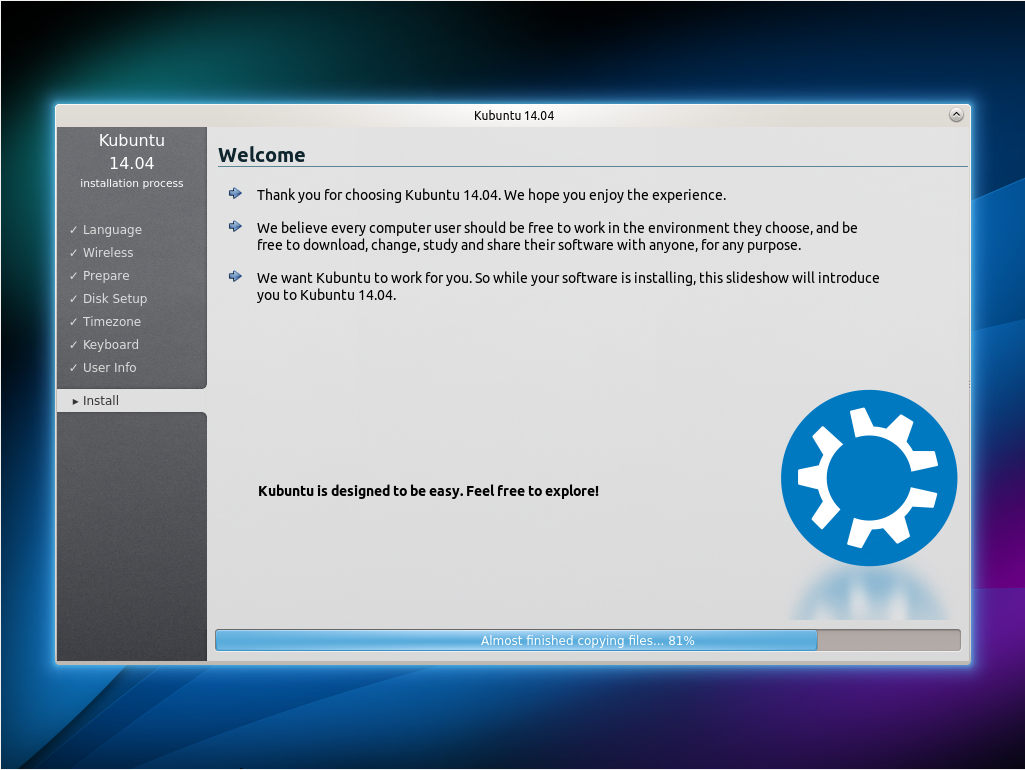 Kubuntu 14.04
Kubuntu
14.04
installation process
✓ Language
✓ Wireless
✓ Prepare
✓ Disk Setup
✓ Timezone
✓ Keyboard
✓ User Info
▸ Install
Welcome
Thank you for choosing Kubuntu 14.04. We hope you enjoy the experience.
We believe every computer user should be free to work in the environment they choose, and be
free to download, change, study and share their software with anyone, for any purpose.
We want Kubuntu to work for you. So while your software is installing, this slideshow will introduce
you to Kubuntu 14.04.
Kubuntu is designed to be easy. Feel free to explore!
Almost finished copying files... 81%